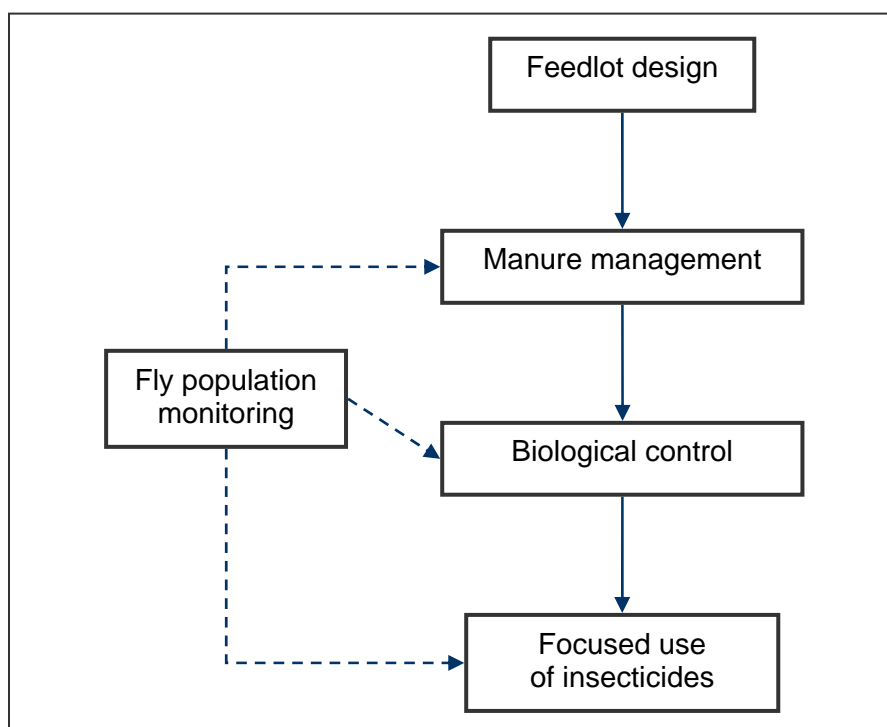 Feedlot design
Manure management
Fly population
monitoring
Biological control
Focused use
of insecticides